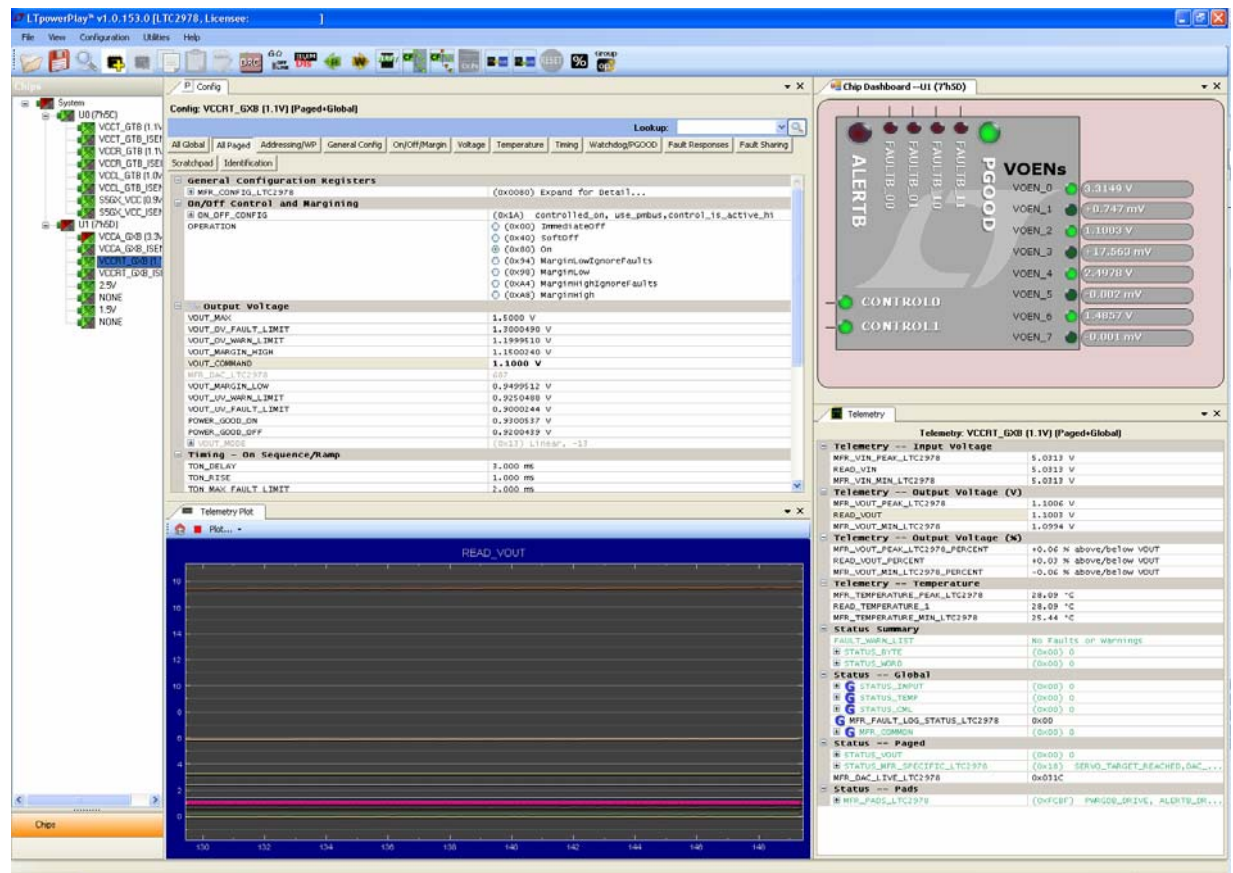 LTpowerPlay™ v1.0.153.0 [LTC2978, Licensee: ]
File View Configuration Utilities Help
Chips
System
U0 (7'h5C)
VCCT_GTB (1.1V
VCCT_GTB_ISEN
VCCR_GTB (1.1V
VCCR_GTB_ISEN
VCCL_GTB (1.0V
VCCL_GTB_ISEN
S5GX_VCC (0.9V
S5GX_VCC_ISEN
U1 (7'h5D)
VCCA_GXB (3.3V
VCCA_GXB_ISEN
VCCRT_GXB (1.1
VCCRT_GXB_ISE
2.5V
NONE
1.5V
NONE
Chips
Config
Config: VCCRT_GXB (1.1V) (Paged+Global)
Lookup:
All Global All Paged Addressing/WP General Config On/Off/Margin Voltage Temperature Timing Watchdog/PGOOD Fault Responses Fault Sharing
Scratchpad Identification
General Configuration Registers
MFR_CONFIG_LTC2978 (0x0080) Expand for Detail...
On/Off Control and Margining
ON_OFF_CONFIG (0x1A) controlled_on, use_pmbus,control_is_active_hi
OPERATION (0x00) ImmediateOff
(0x40) SoftOff
(0x80) On
(0x94) MarginLowIgnoreFaults
(0x98) MarginLow
(0xA4) MarginHighIgnoreFaults
(0xA8) MarginHigh
Output Voltage
VOUT_MAX 1.5000 V
VOUT_OV_FAULT_LIMIT 1.3000490 V
VOUT_OV_WARN_LIMIT 1.1999510 V
VOUT_MARGIN_HIGH 1.1500240 V
VOUT_COMMAND 1.1000 V
MFR_DAC_LTC2978 687
VOUT_MARGIN_LOW 0.9499512 V
VOUT_UV_WARN_LIMIT 0.9250488 V
VOUT_UV_FAULT_LIMIT 0.9000244 V
POWER_GOOD_ON 0.9300537 V
POWER_GOOD_OFF 0.9200439 V
VOUT_MODE (0x13) Linear, -13
Timing - On Sequence/Ramp
TON_DELAY 3.000 ms
TON_RISE 1.000 ms
TON_MAX_FAULT_LIMIT 2.000 ms
Telemetry Plot
Plot...
READ_VOUT
18
16
14
12
10
8
6
4
2
0
130 132 134 136 138 140 142 144 146 148
Chip Dashboard --U1 (7'h5D)
ALERTB
FAULTB_00
FAULTB_01
FAULTB_10
FAULTB_11
PGOOD
VOENs
VOEN_0 3.3149 V
VOEN_1 +0.747 mV
VOEN_2 1.1003 V
VOEN_3 +17.563 mV
VOEN_4 2.4978 V
VOEN_5 -0.002 mV
VOEN_6 1.4857 V
VOEN_7 -0.001 mV
CONTROL0
CONTROL1
Telemetry
Telemetry: VCCRT_GXB (1.1V) (Paged+Global)
Telemetry -- Input Voltage
MFR_VIN_PEAK_LTC2978 5.0313 V
READ_VIN 5.0313 V
MFR_VIN_MIN_LTC2978 5.0313 V
Telemetry -- Output Voltage (V)
MFR_VOUT_PEAK_LTC2978 1.1006 V
READ_VOUT 1.1003 V
MFR_VOUT_MIN_LTC2978 1.0994 V
Telemetry -- Output Voltage (%)
MFR_VOUT_PEAK_LTC2978_PERCENT +0.06 % above/below VOUT
READ_VOUT_PERCENT +0.03 % above/below VOUT
MFR_VOUT_MIN_LTC2978_PERCENT -0.06 % above/below VOUT
Telemetry -- Temperature
MFR_TEMPERATURE_PEAK_LTC2978 28.09 °C
READ_TEMPERATURE_1 28.09 °C
MFR_TEMPERATURE_MIN_LTC2978 25.44 °C
Status Summary
FAULT_WARN_LIST No Faults or Warnings
STATUS_BYTE (0x00) 0
STATUS_WORD (0x00) 0
Status -- Global
G STATUS_INPUT (0x00) 0
G STATUS_TEMP (0x00) 0
G STATUS_CML (0x00) 0
G MFR_FAULT_LOG_STATUS_LTC2978 0x00
G MFR_COMMON (0x00) 0
Status -- Paged
STATUS_VOUT (0x00) 0
STATUS_MFR_SPECIFIC_LTC2978 (0x18) SERVO_TARGET_REACHED,DAC_...
MFR_DAC_LIVE_LTC2978 0x031C
Status -- Pads
MFR_PADS_LTC2978 (0xFCBF) PWRGDB_DRIVE, ALERTB_DR...